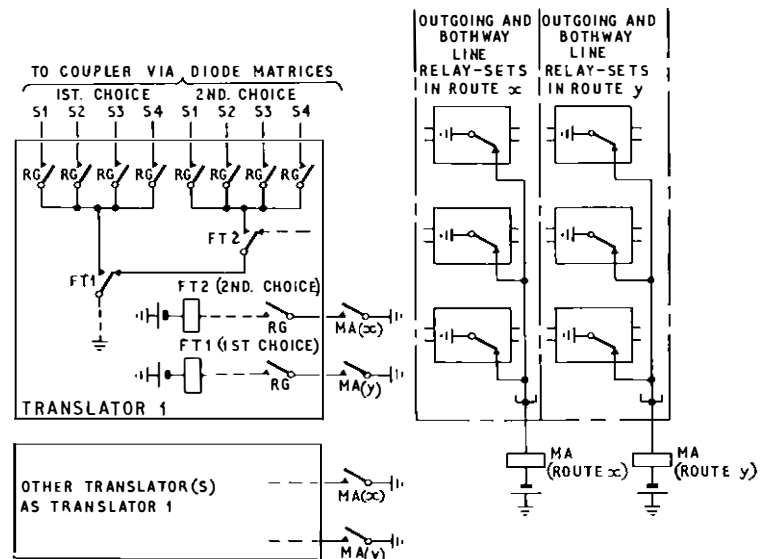 TO COUPLER VIA DIODE MATRICES
1ST. CHOICE 2ND. CHOICE
S1 S2 S3 S4 S1 S2 S3 S4
RG RG RG RG RG RG RG RG
FT2
FT1
FT2 (2ND. CHOICE)
RG
MA(x)
FT1 (1ST CHOICE)
RG
MA(y)
TRANSLATOR 1
OTHER TRANSLATOR(S)
AS TRANSLATOR 1
MA(x)
MA(y)
OUTGOING AND
BOTHWAY
LINE
RELAY-SETS
IN ROUTE x
OUTGOING AND
BOTHWAY
LINE
RELAY-SETS
IN ROUTE y
MA
(ROUTE x)
MA
(ROUTE y)